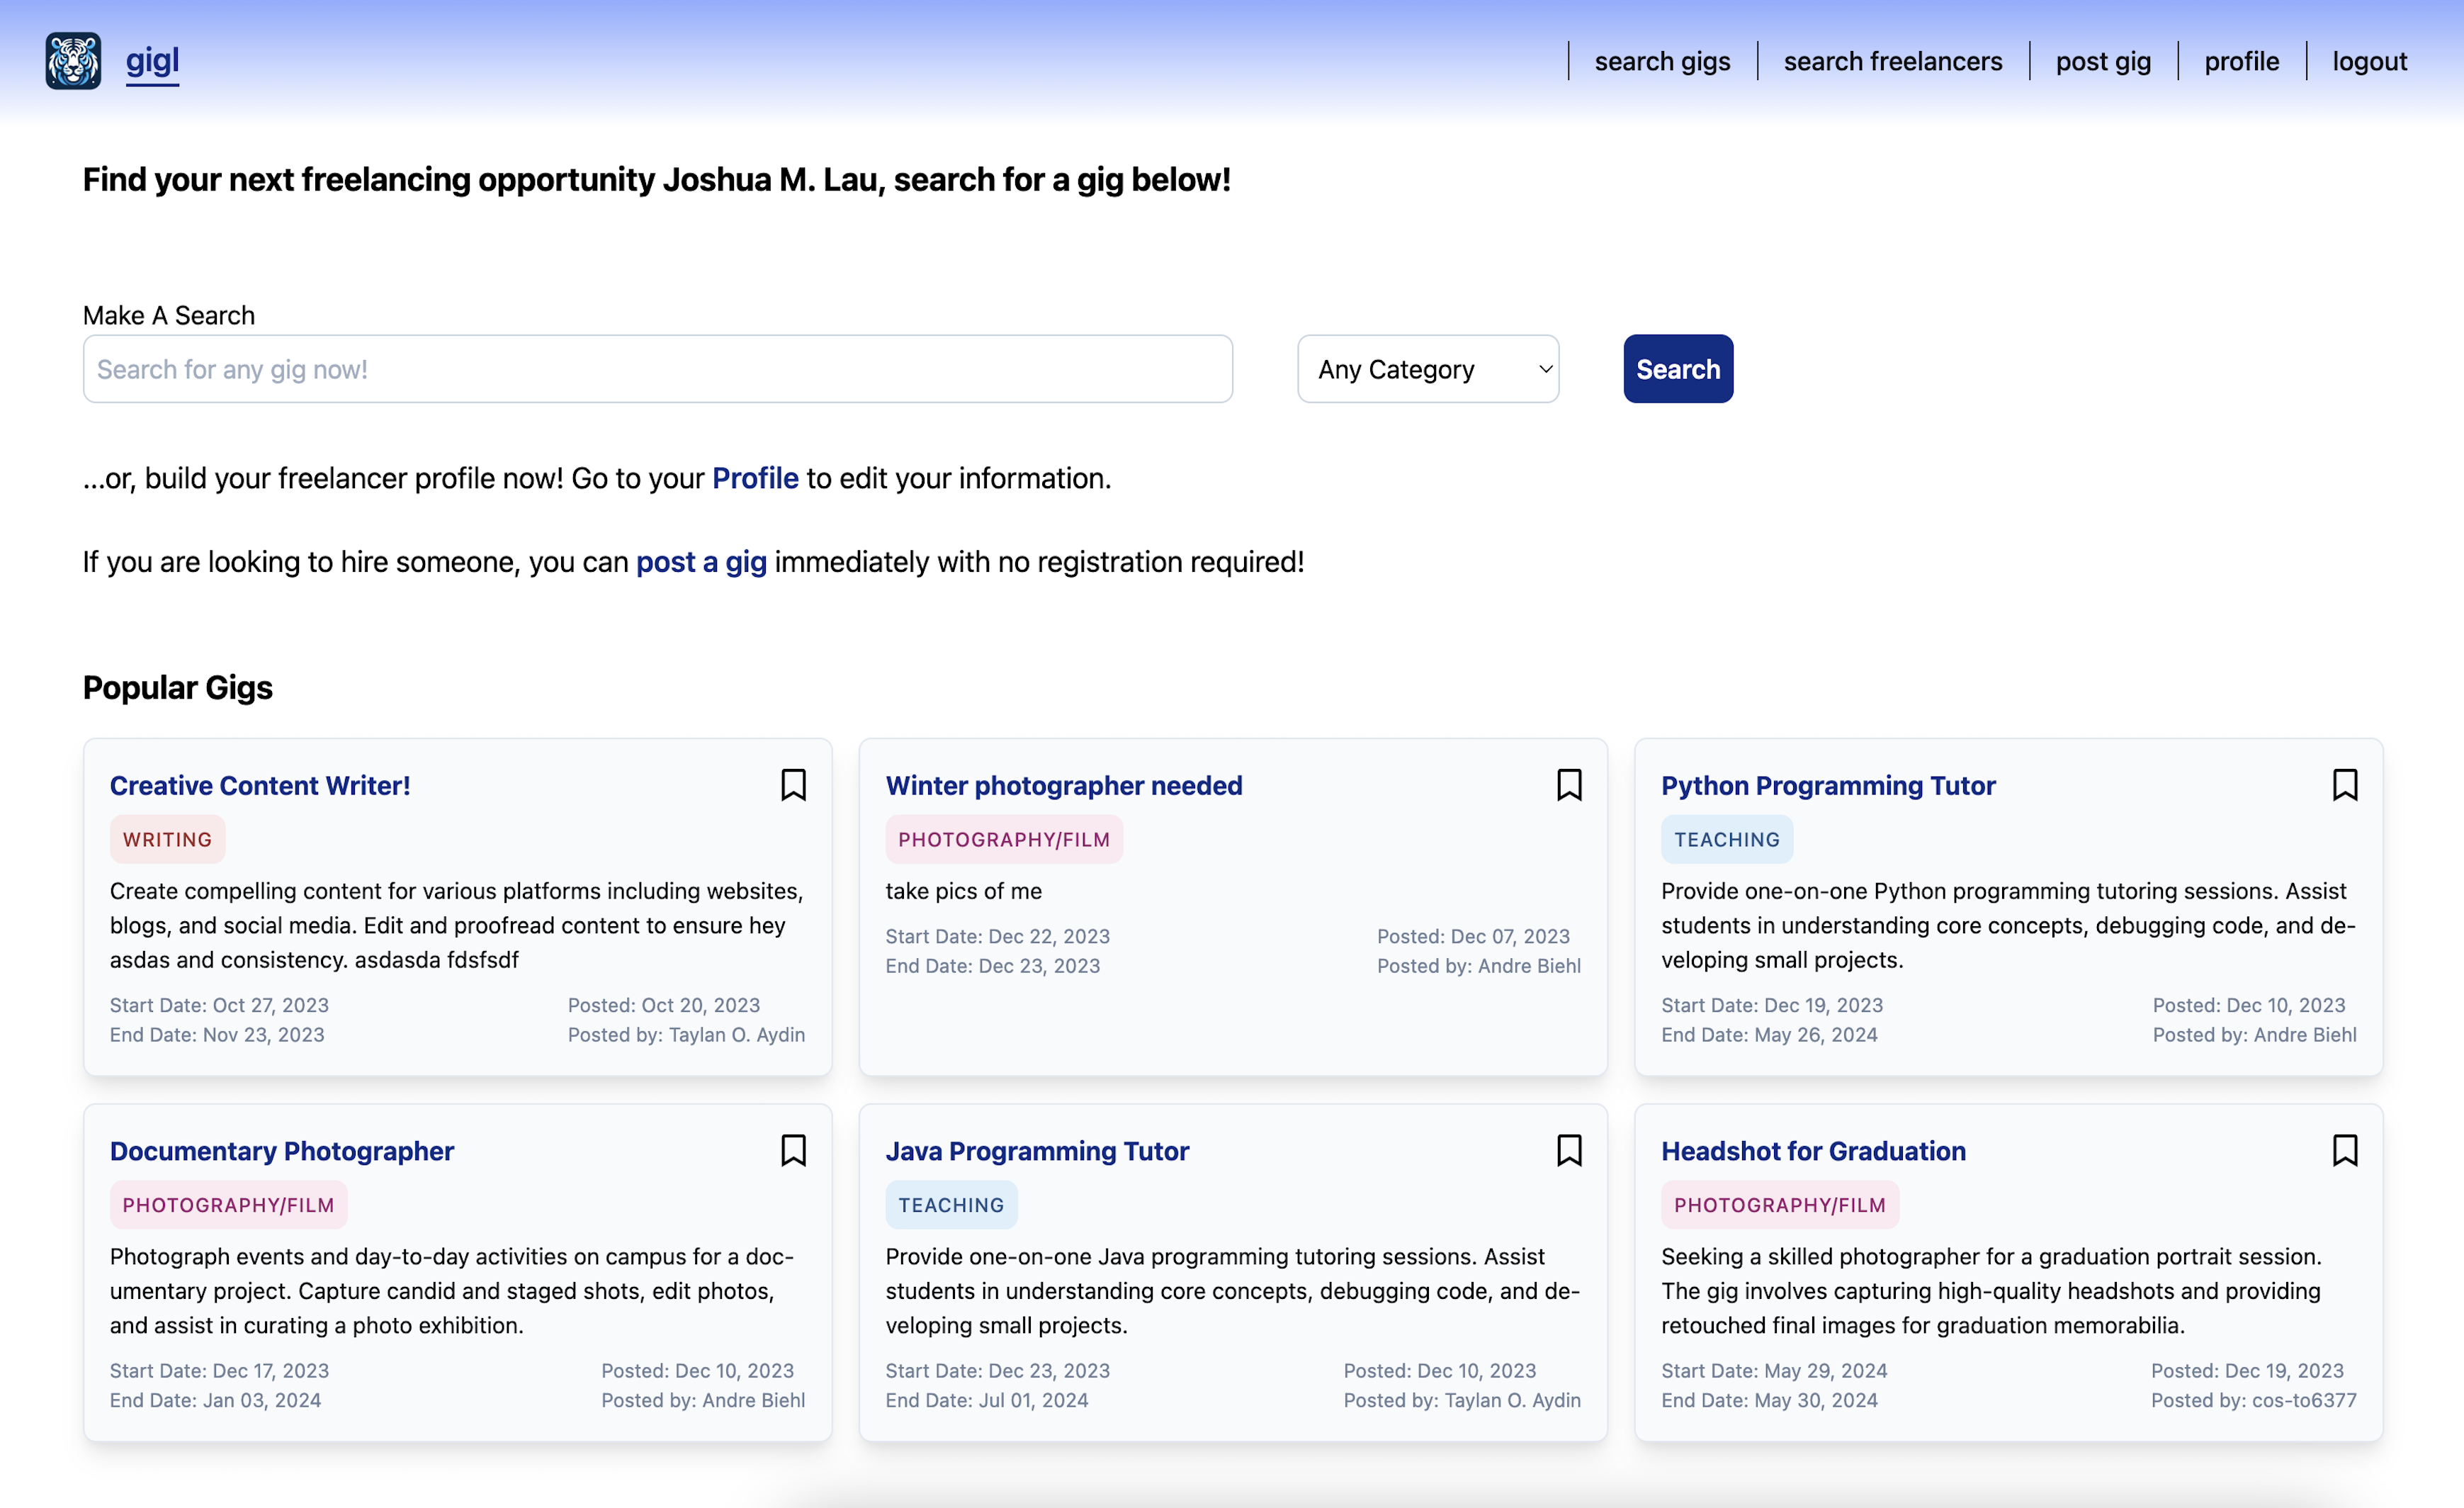 gigl
search gigs
search freelancers
post gig
profile
logout
Find your next freelancing opportunity Joshua M. Lau, search for a gig below!
Make A Search
Search for any gig now!
Any Category
Search
...or, build your freelancer profile now! Go to your Profile to edit your information.
If you are looking to hire someone, you can post a gig immediately with no registration required!
Popular Gigs
Creative Content Writer!
WRITING
Create compelling content for various platforms including websites,
blogs, and social media. Edit and proofread content to ensure hey
asdas and consistency. asdasda fdsfsdf
Start Date: Oct 27, 2023
End Date: Nov 23, 2023
Posted: Oct 20, 2023
Posted by: Taylan O. Aydin
Winter photographer needed
PHOTOGRAPHY/FILM
take pics of me
Start Date: Dec 22, 2023
End Date: Dec 23, 2023
Posted: Dec 07, 2023
Posted by: Andre Biehl
Python Programming Tutor
TEACHING
Provide one-on-one Python programming tutoring sessions. Assist
students in understanding core concepts, debugging code, and de-
veloping small projects.
Start Date: Dec 19, 2023
End Date: May 26, 2024
Posted: Dec 10, 2023
Posted by: Andre Biehl
Documentary Photographer
PHOTOGRAPHY/FILM
Photograph events and day-to-day activities on campus for a doc-
umentary project. Capture candid and staged shots, edit photos,
and assist in curating a photo exhibition.
Start Date: Dec 17, 2023
End Date: Jan 03, 2024
Posted: Dec 10, 2023
Posted by: Andre Biehl
Java Programming Tutor
TEACHING
Provide one-on-one Java programming tutoring sessions. Assist
students in understanding core concepts, debugging code, and de-
veloping small projects.
Start Date: Dec 23, 2023
End Date: Jul 01, 2024
Posted: Dec 10, 2023
Posted by: Taylan O. Aydin
Headshot for Graduation
PHOTOGRAPHY/FILM
Seeking a skilled photographer for a graduation portrait session.
The gig involves capturing high-quality headshots and providing
retouched final images for graduation memorabilia.
Start Date: May 29, 2024
End Date: May 30, 2024
Posted: Dec 19, 2023
Posted by: cos-to6377